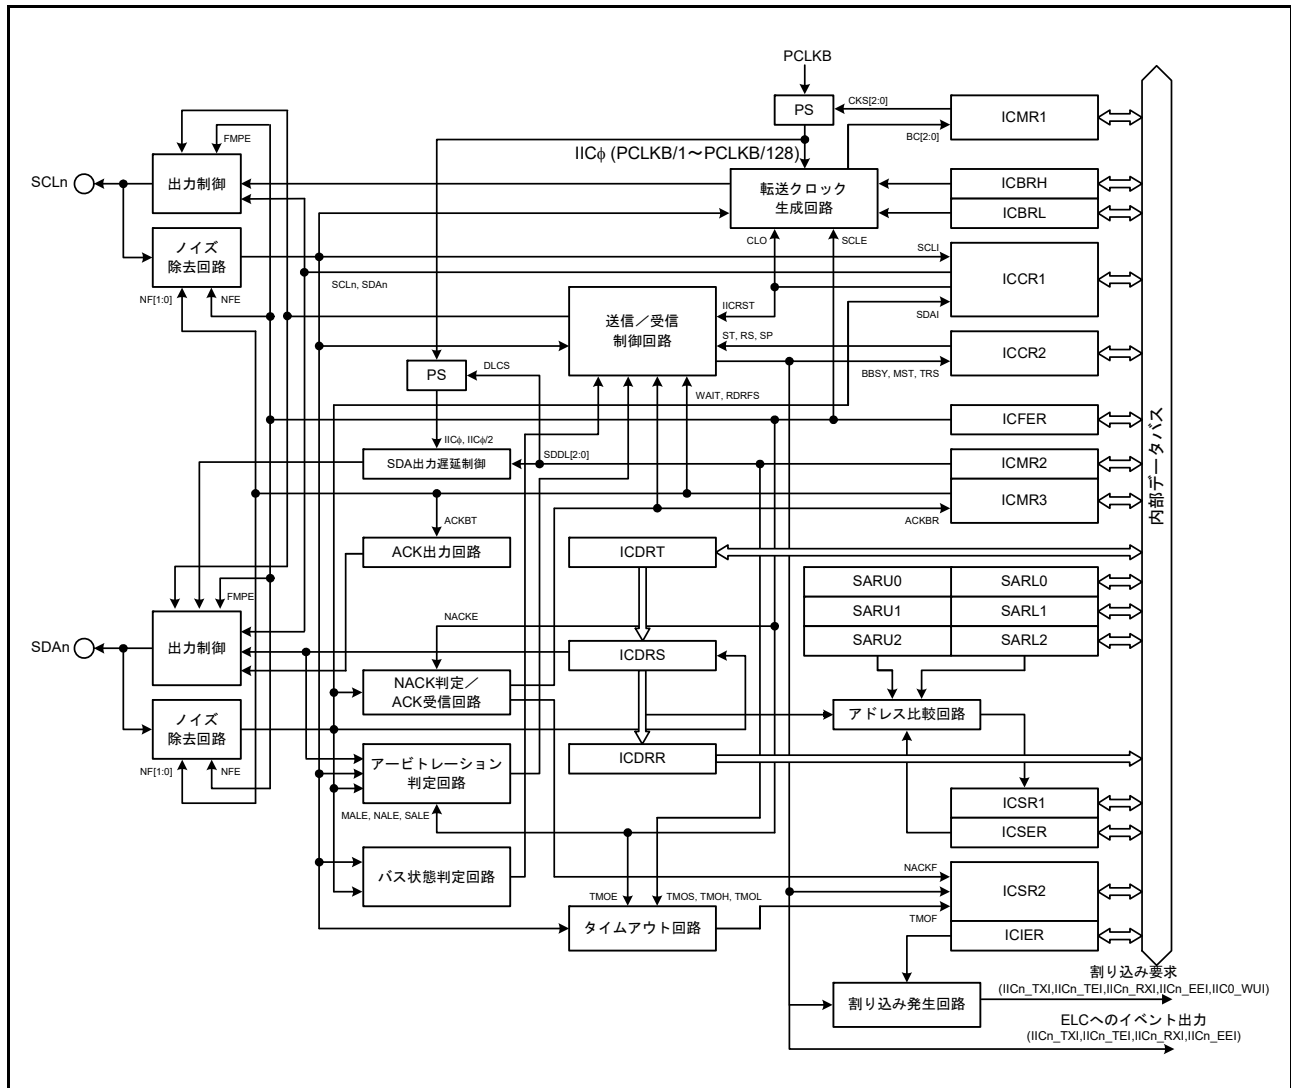 PCLKB
PS
CKS[2:0]
ICMR1
BC[2:0]
FMPE
IICφ (PCLKB/1～PCLKB/128)
SCLn
出力制御
転送クロック
生成回路
ICBRH
ICBRL
ノイズ
除去回路
CLO
SCLE
SCLI
ICCR1
NF[1:0]
NFE
SCLn, SDAn
IICRST
SDAI
送信／受信
制御回路
ST, RS, SP
ICCR2
BBSY, MST, TRS
PS
DLCS
WAIT, RDRFS
ICFER
IICφ, IICφ/2
SDA出力遅延制御
SDDL[2:0]
ICMR2
ICMR3
ACKBT
ACKBR
内部データバス
ACK出力回路
ICDRT
SARU0
SARL0
FMPE
SARU1
SARL1
NACKE
SARU2
SARL2
SDAn
出力制御
ICDRS
NACK判定／
ACK受信回路
アドレス比較回路
ノイズ
除去回路
NF[1:0]
NFE
アービトレーション
判定回路
ICDRR
MALE, NALE, SALE
ICSR1
ICSER
バス状態判定回路
NACKF
ICSR2
TMOE
TMOS, TMOH, TMOL
タイムアウト回路
TMOF
ICIER
割り込み発生回路
割り込み要求
(IICn_TXI,IICn_TEI,IICn_RXI,IICn_EEI,IIC0_WUI)
ELCへのイベント出力
(IICn_TXI,IICn_TEI,IICn_RXI,IICn_EEI)